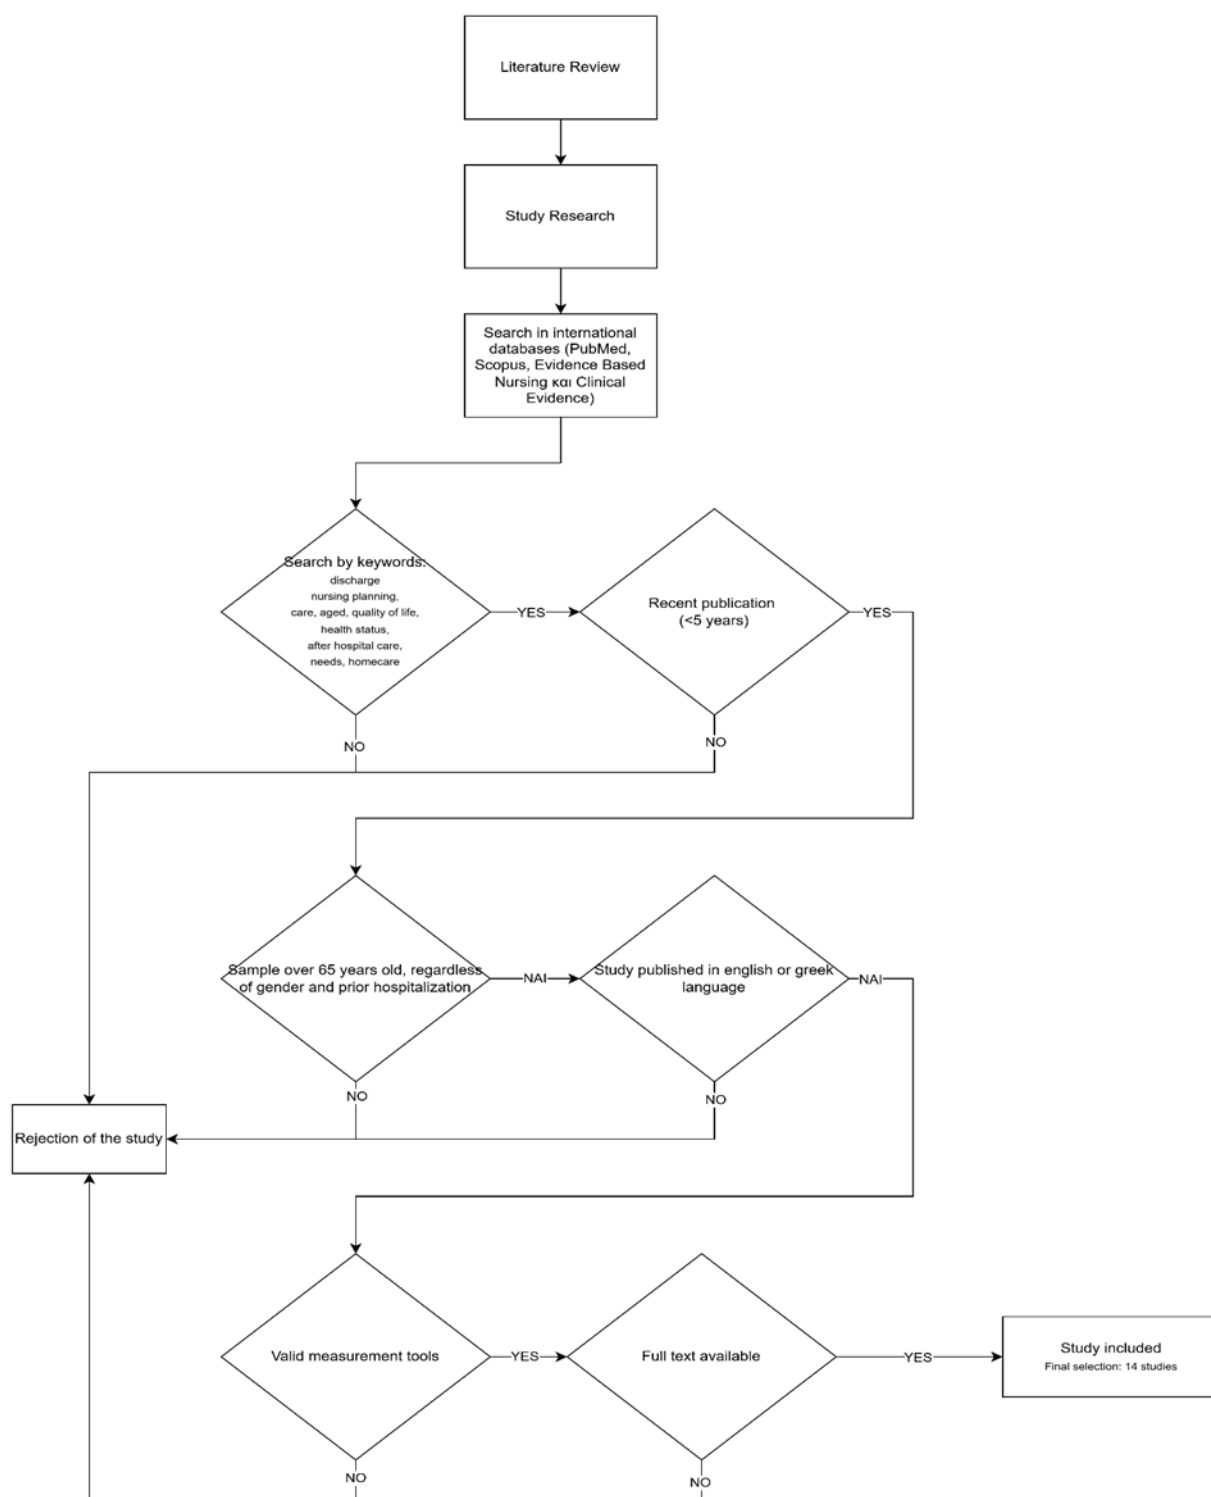 Literature Review
Study Research
Search in international
databases (PubMed,
Scopus, Evidence Based
Nursing και Clinical
Evidence)
Search by keywords:
discharge
nursing planning,
care, aged, quality of life,
health status,
after hospital care,
needs, homecare
YES
Recent publication
(<5 years)
YES
NO
NO
Sample over 65 years old, regardless
of gender and prior hospitalization
NAI
Study published in english or greek
language
NAI
NO
NO
Rejection of the study
Valid measurement tools
YES
Full text available
YES
Study included
Final selection: 14 studies
NO
NO